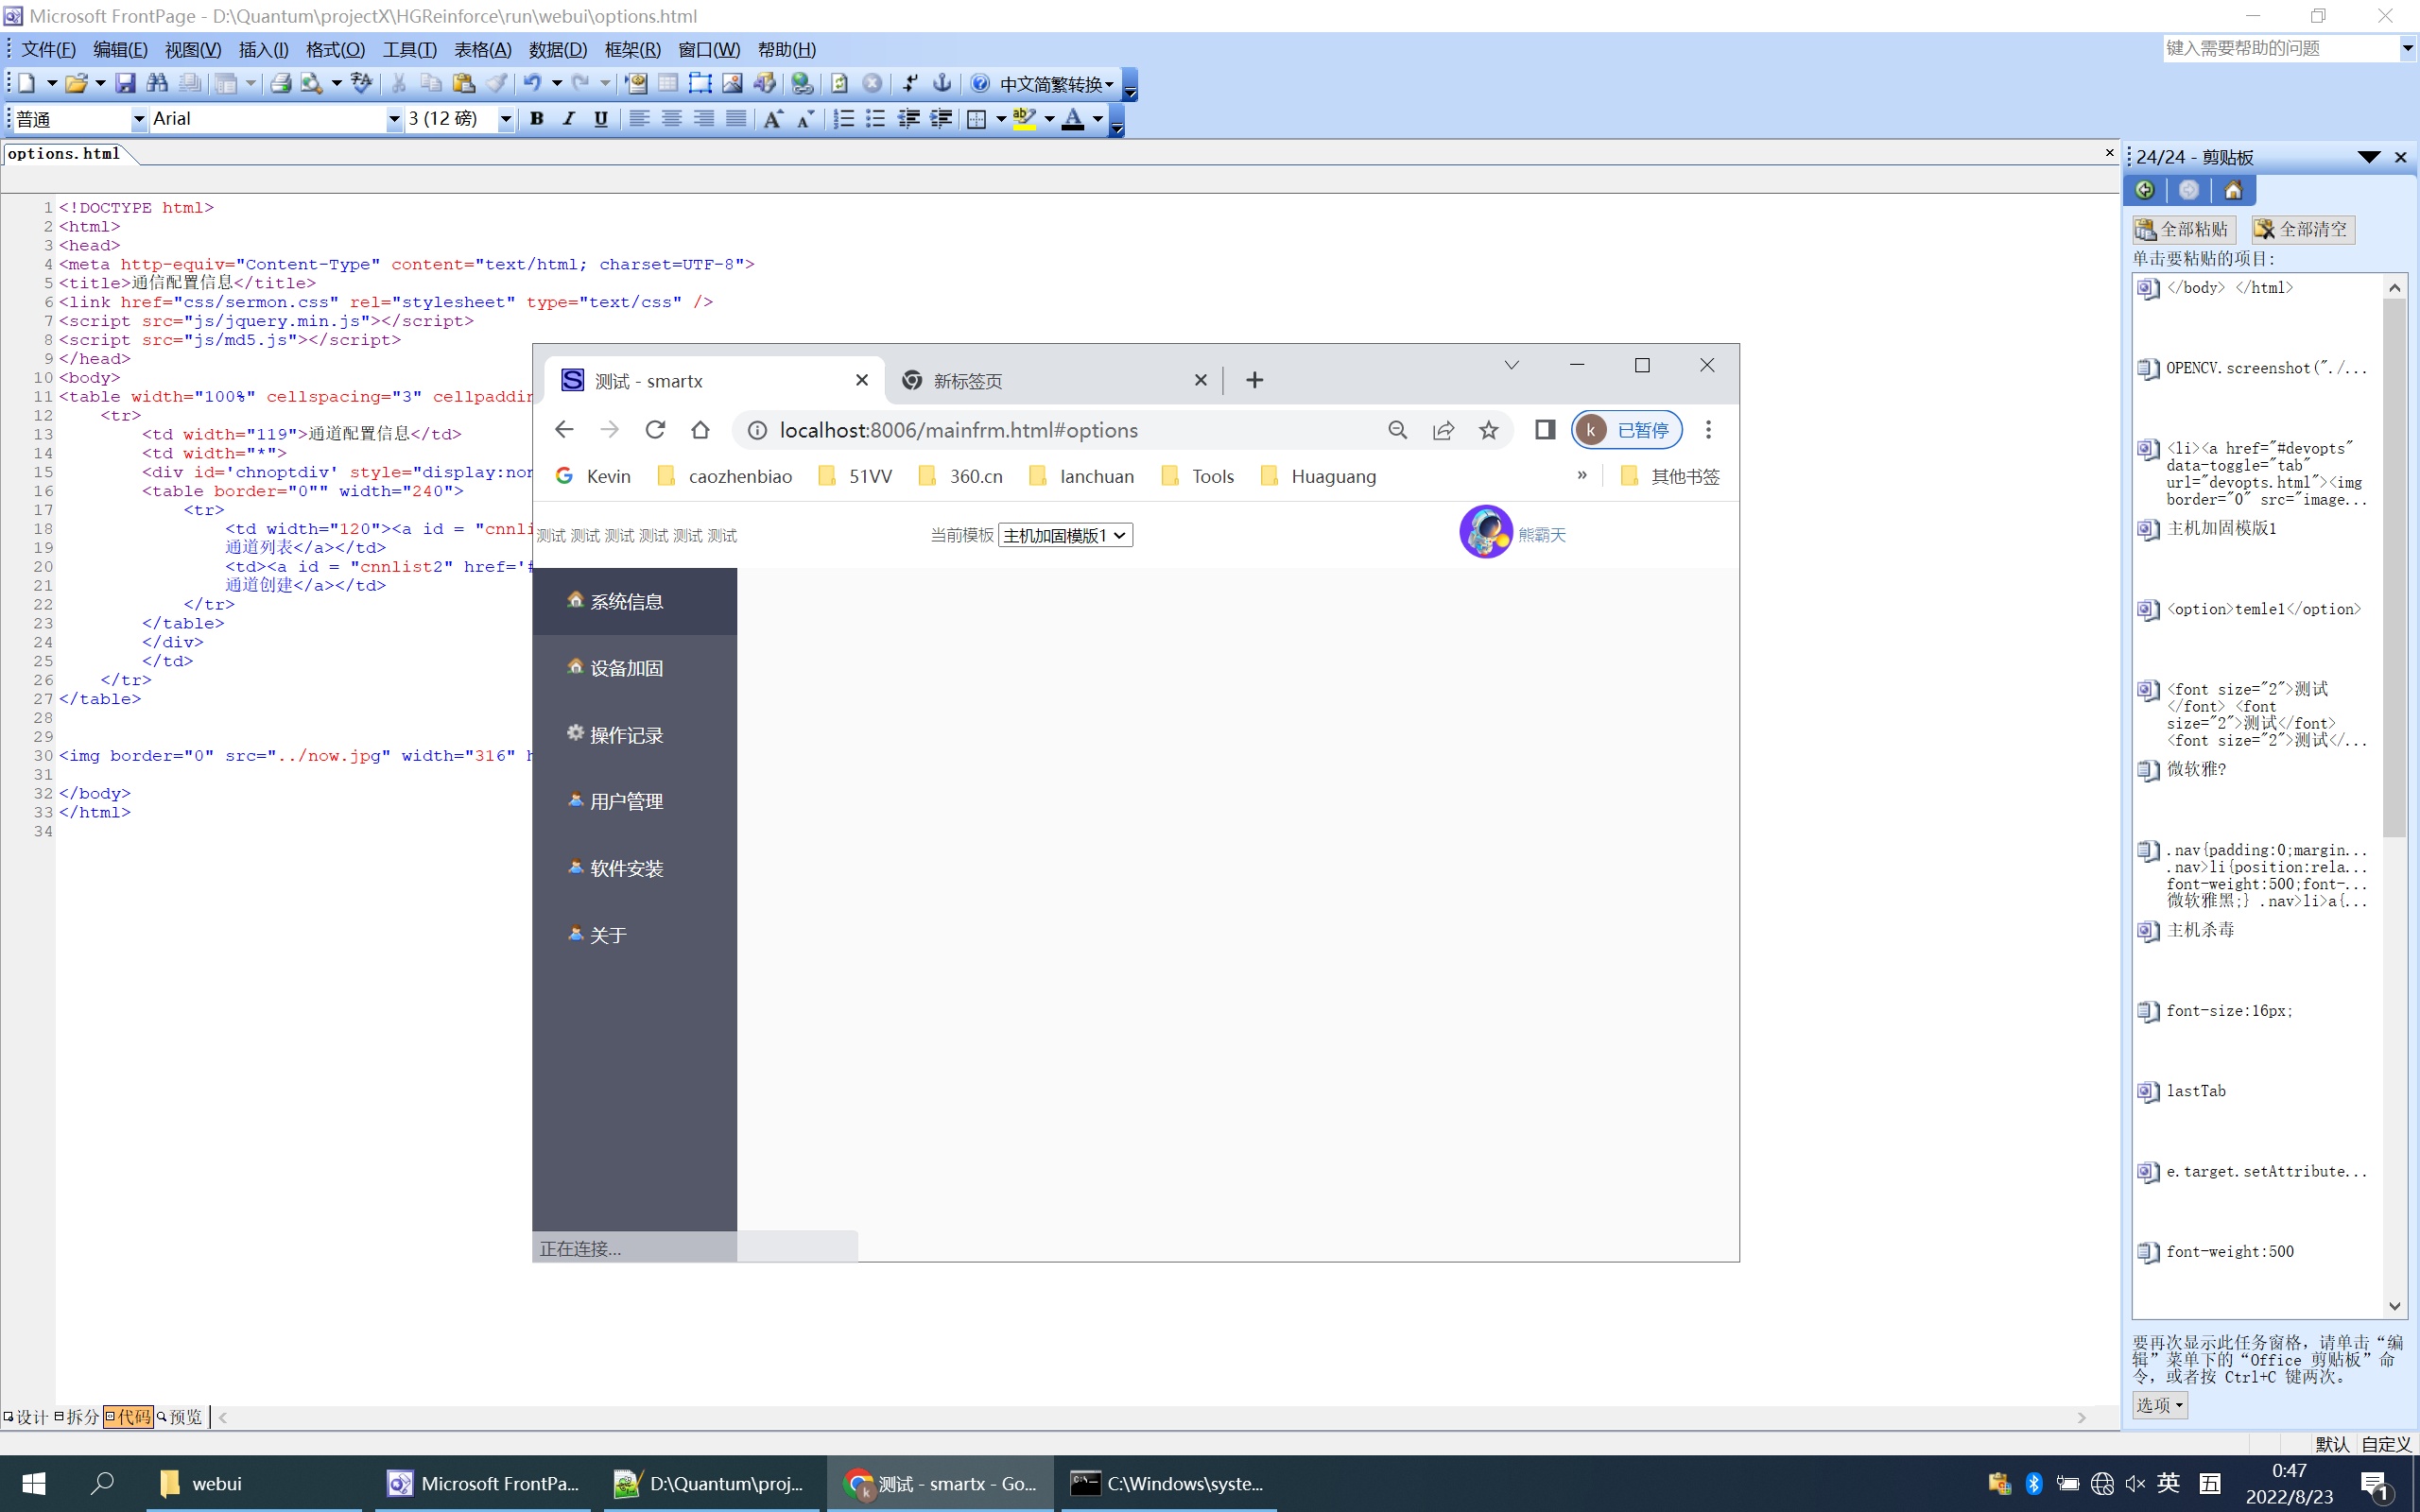 Microsoft FrontPage - D:\Quantum\projectX\HGReinforce\run\webui\options.html
文件(F) 编辑(E) 视图(V) 插入(I) 格式(O) 工具(T) 表格(A) 数据(D) 框架(R) 窗口(W) 帮助(H)
键入需要帮助的问题
中文简繁转换
普通 Arial 3 (12 磅) B I U
options.html
1 <!DOCTYPE html>
2 <html>
3 <head>
4 <meta http-equiv="Content-Type" content="text/html; charset=UTF-8">
5 <title>通信配置信息</title>
6 <link href="css/sermon.css" rel="stylesheet" type="text/css" />
7 <script src="js/jquery.min.js"></script>
8 <script src="js/md5.js"></script>
9 </head>
10 <body>
11 <table width="100%" cellspacing="3" cellpaddin
12 <tr>
13 <td width="119">通道配置信息</td>
14 <td width="*">
15 <div id='chnoptdiv' style="display:non
16 <table border="0"" width="240">
17 <tr>
18 <td width="120"><a id = "cnnli
19 通道列表</a></td>
20 <td><a id = "cnnlist2" href='#
21 通道创建</a></td>
22 </tr>
23 </table>
24 </div>
25 </td>
26 </tr>
27 </table>
28
29
30 <img border="0" src="../now.jpg" width="316" h
31
32 </body>
33 </html>
34
测试 - smartx
新标签页
localhost:8006/mainfrm.html#options
k 已暂停
Kevin caozhenbiao 51VV 360.cn lanchuan Tools Huaguang » 其他书签
测试 测试 测试 测试 测试 测试
当前模板 主机加固模版1
熊霸天
系统信息
设备加固
操作记录
用户管理
软件安装
关于
正在连接...
24/24 - 剪贴板
全部粘贴 全部清空
单击要粘贴的项目:
</body> </html>
OPENCV.screenshot("./...
<li><a href="#devopts"
data-toggle="tab"
url="devopts.html"><img
border="0" src="image...
主机加固模版1
<option>temle1</option>
<font size="2">测试
</font> <font
size="2">测试</font>
<font size="2">测试</...
微软雅?
.nav{padding:0;margin...
.nav>li{position:rela...
font-weight:500;font-...
微软雅黑;} .nav>li>a{...
主机杀毒
font-size:16px;
lastTab
e.target.setAttribute...
font-weight:500
要再次显示此任务窗格，请单击“编
辑”菜单下的“Office 剪贴板”命
令，或者按 Ctrl+C 键两次。
选项
设计 拆分 代码 预览
默认 自定义
webui
Microsoft FrontPa...
D:\Quantum\proj...
测试 - smartx - Go...
C:\Windows\syste...
英 五
0:47
2022/8/23
1